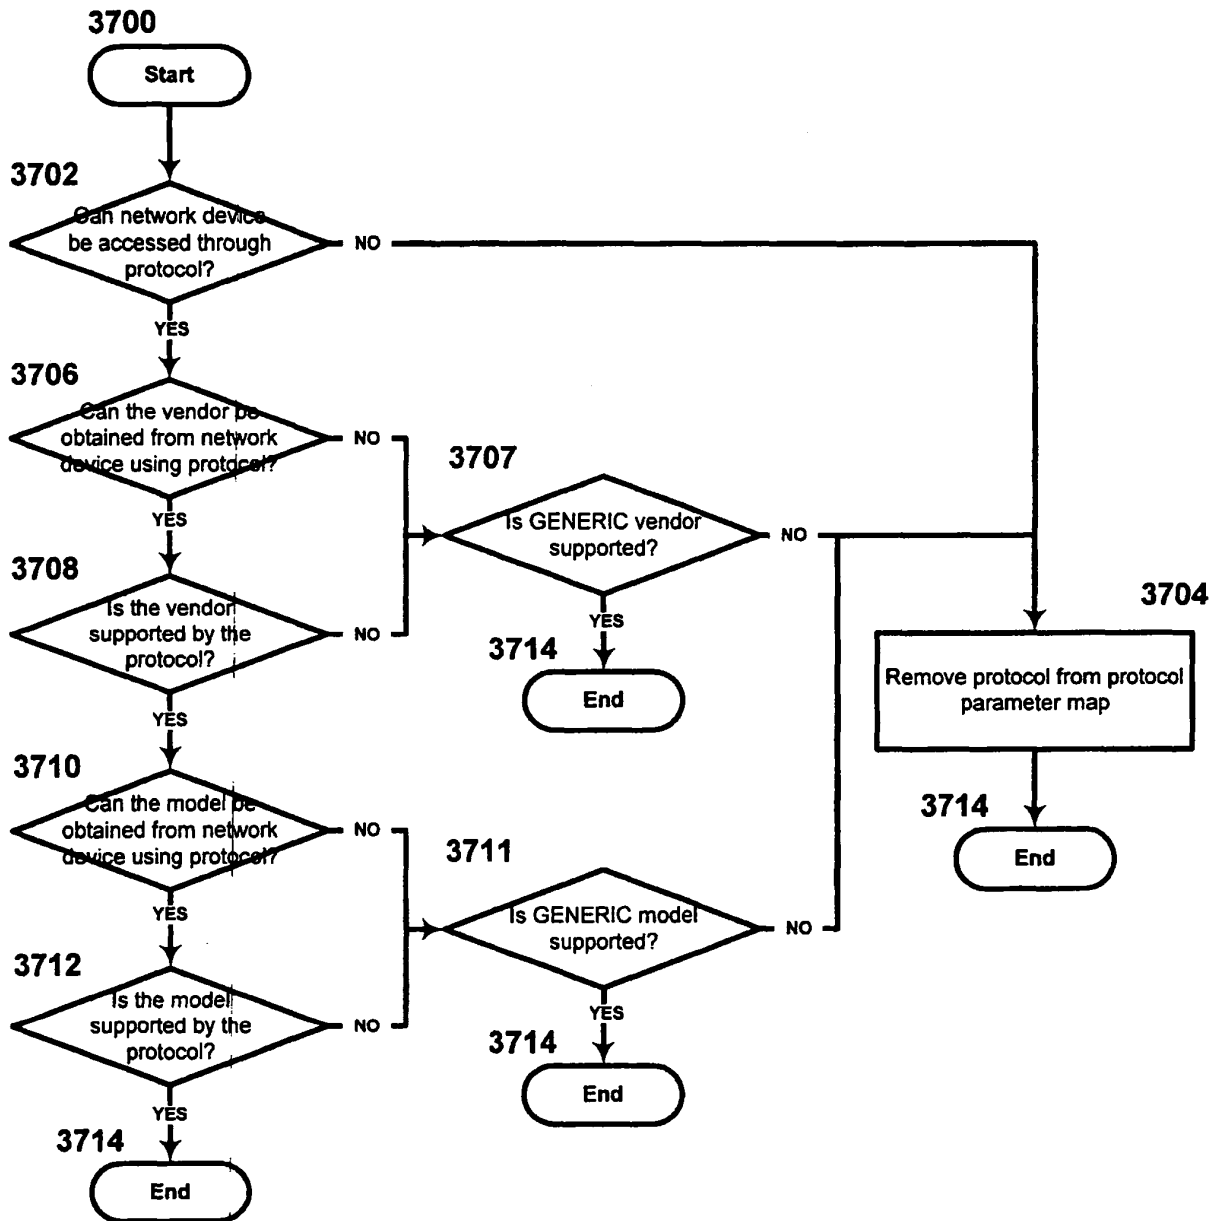 3700
Start
3702
Can network device
be accessed through
protocol?
NO
YES
3706
Can the vendor be
obtained from network
device using protocol?
NO
YES
3707
Is GENERIC vendor
supported?
NO
YES
3714
End
3708
Is the vendor
supported by the
protocol?
NO
YES
3704
Remove protocol from protocol
parameter map
3714
End
3710
Can the model be
obtained from network
device using protocol?
NO
YES
3711
Is GENERIC model
supported?
NO
YES
3714
End
3712
Is the model
supported by the
protocol?
NO
YES
3714
End